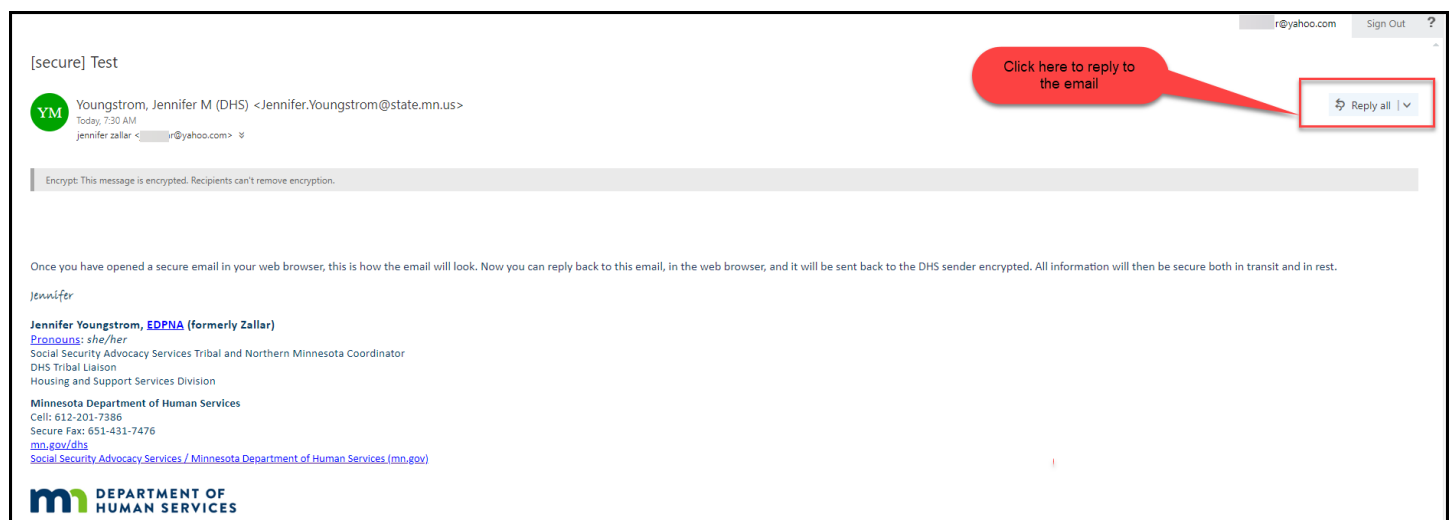 r@yahoo.com Sign Out ?
[secure] Test
Click here to reply to
the email
YM
Youngstrom, Jennifer M (DHS) <Jennifer.Youngstrom@state.mn.us>
Today, 7:30 AM
jennifer zallar < r@yahoo.com>
Reply all
Encrypt: This message is encrypted. Recipients can't remove encryption.
Once you have opened a secure email in your web browser, this is how the email will look. Now you can reply back to this email, in the web browser, and it will be sent back to the DHS sender encrypted. All information will then be secure both in transit and in rest.
Jennifer
Jennifer Youngstrom, EDPNA (formerly Zallar)
Pronouns: she/her
Social Security Advocacy Services Tribal and Northern Minnesota Coordinator
DHS Tribal Liaison
Housing and Support Services Division
Minnesota Department of Human Services
Cell: 612-201-7386
Secure Fax: 651-431-7476
mn.gov/dhs
Social Security Advocacy Services / Minnesota Department of Human Services (mn.gov)
mn DEPARTMENT OF
HUMAN SERVICES